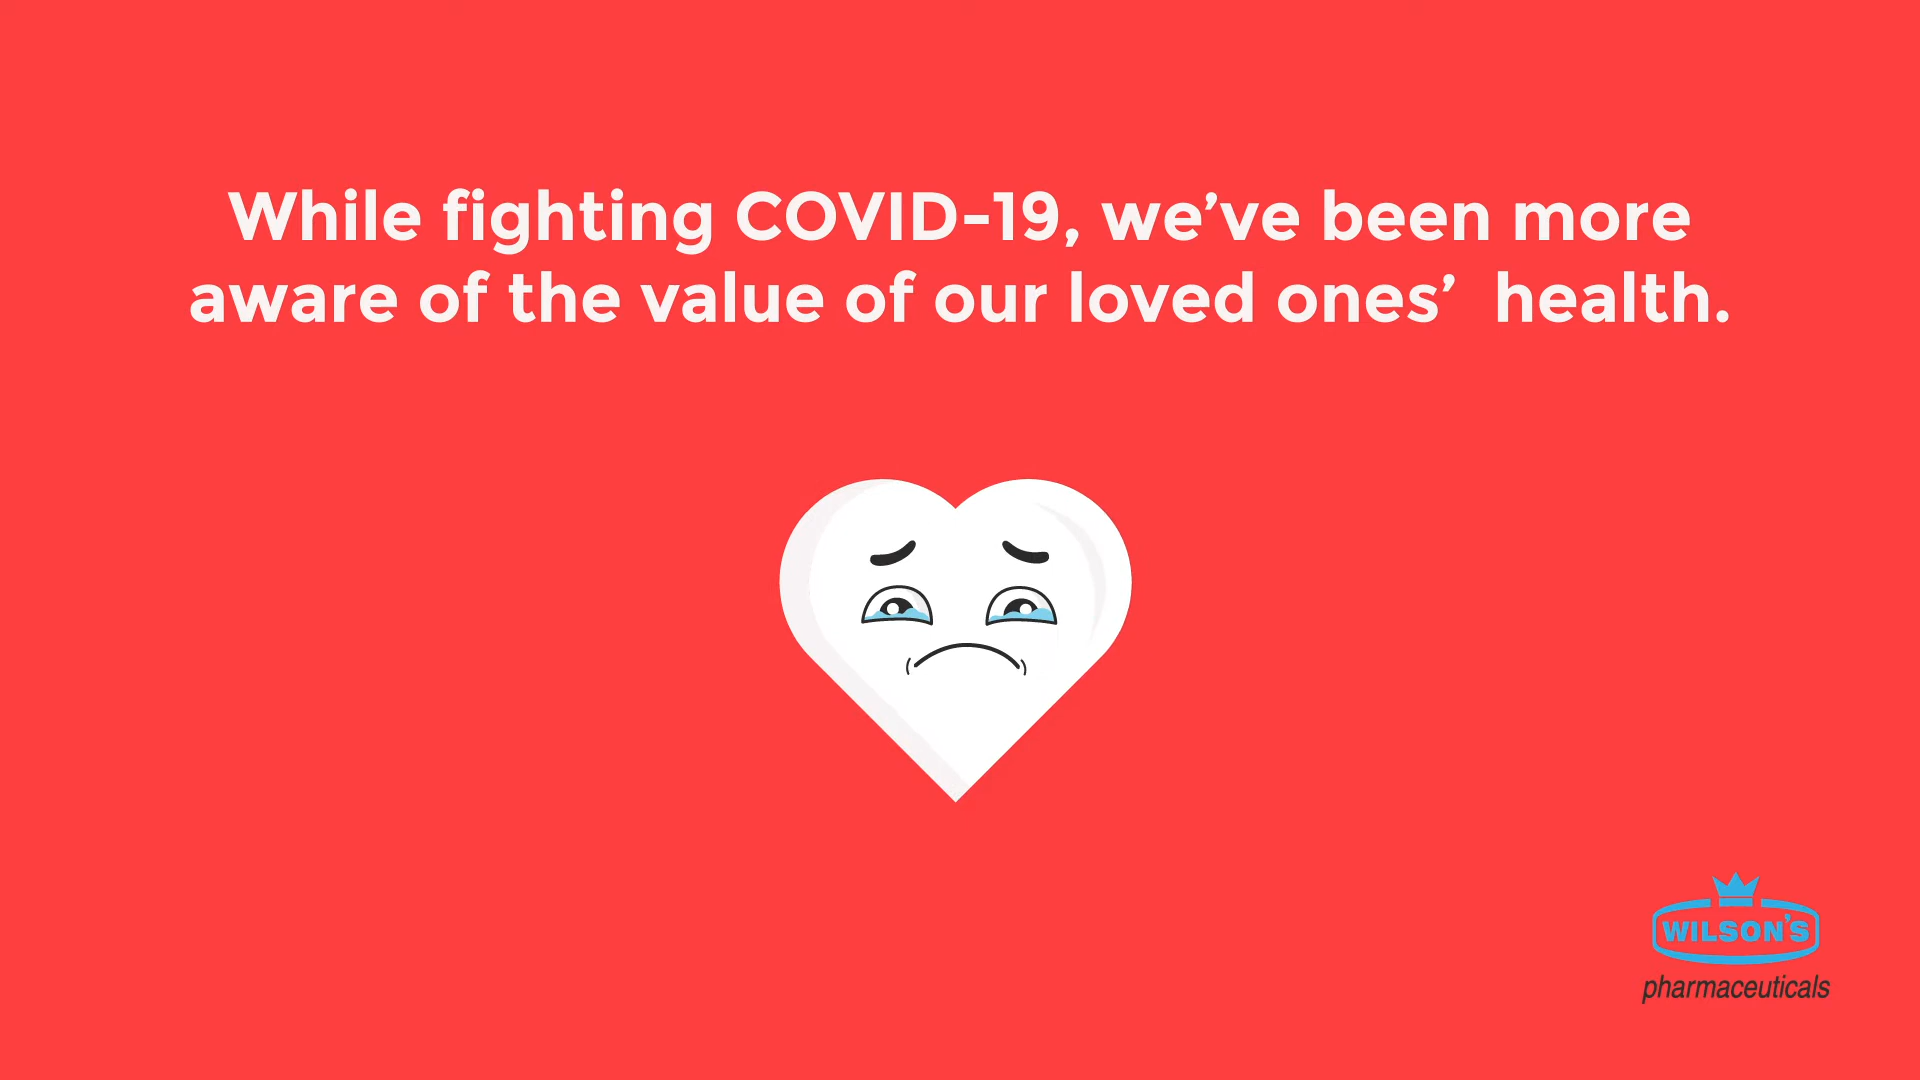 While fighting COVID-19, we’ve been more
aware of the value of our loved ones’  health.
WILSON'S
pharmaceuticals